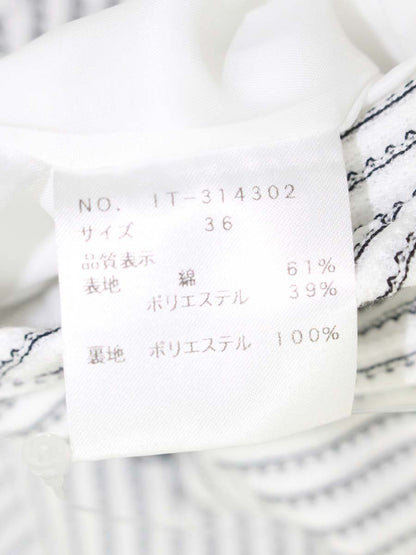 NO. IT-314302
サイズ 36
品質表示
表地 綿 61%
ポリエステル 39%
裏地 ポリエステル 100%